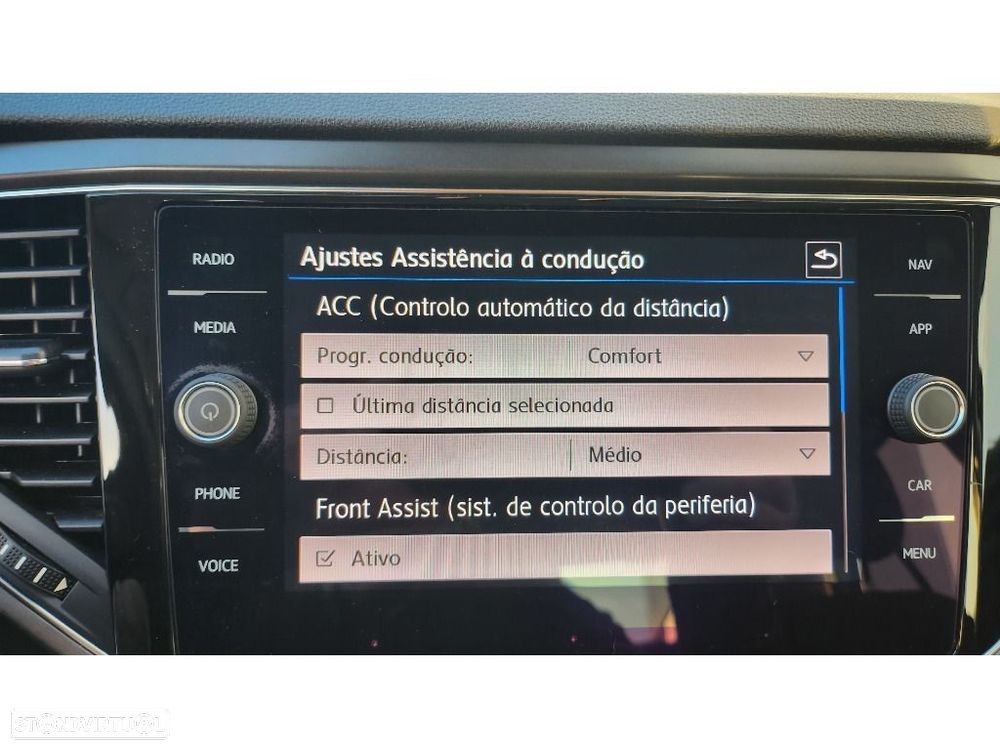 RADIO
MEDIA
PHONE
VOICE
Ajustes Assistência à condução
ACC (Controlo automático da distância)
Progr. condução: Comfort
Última distância selecionada
Distância: Médio
Front Assist (sist. de controlo da periferia)
Ativo
NAV
APP
CAR
MENU
STANDVIRTUAL